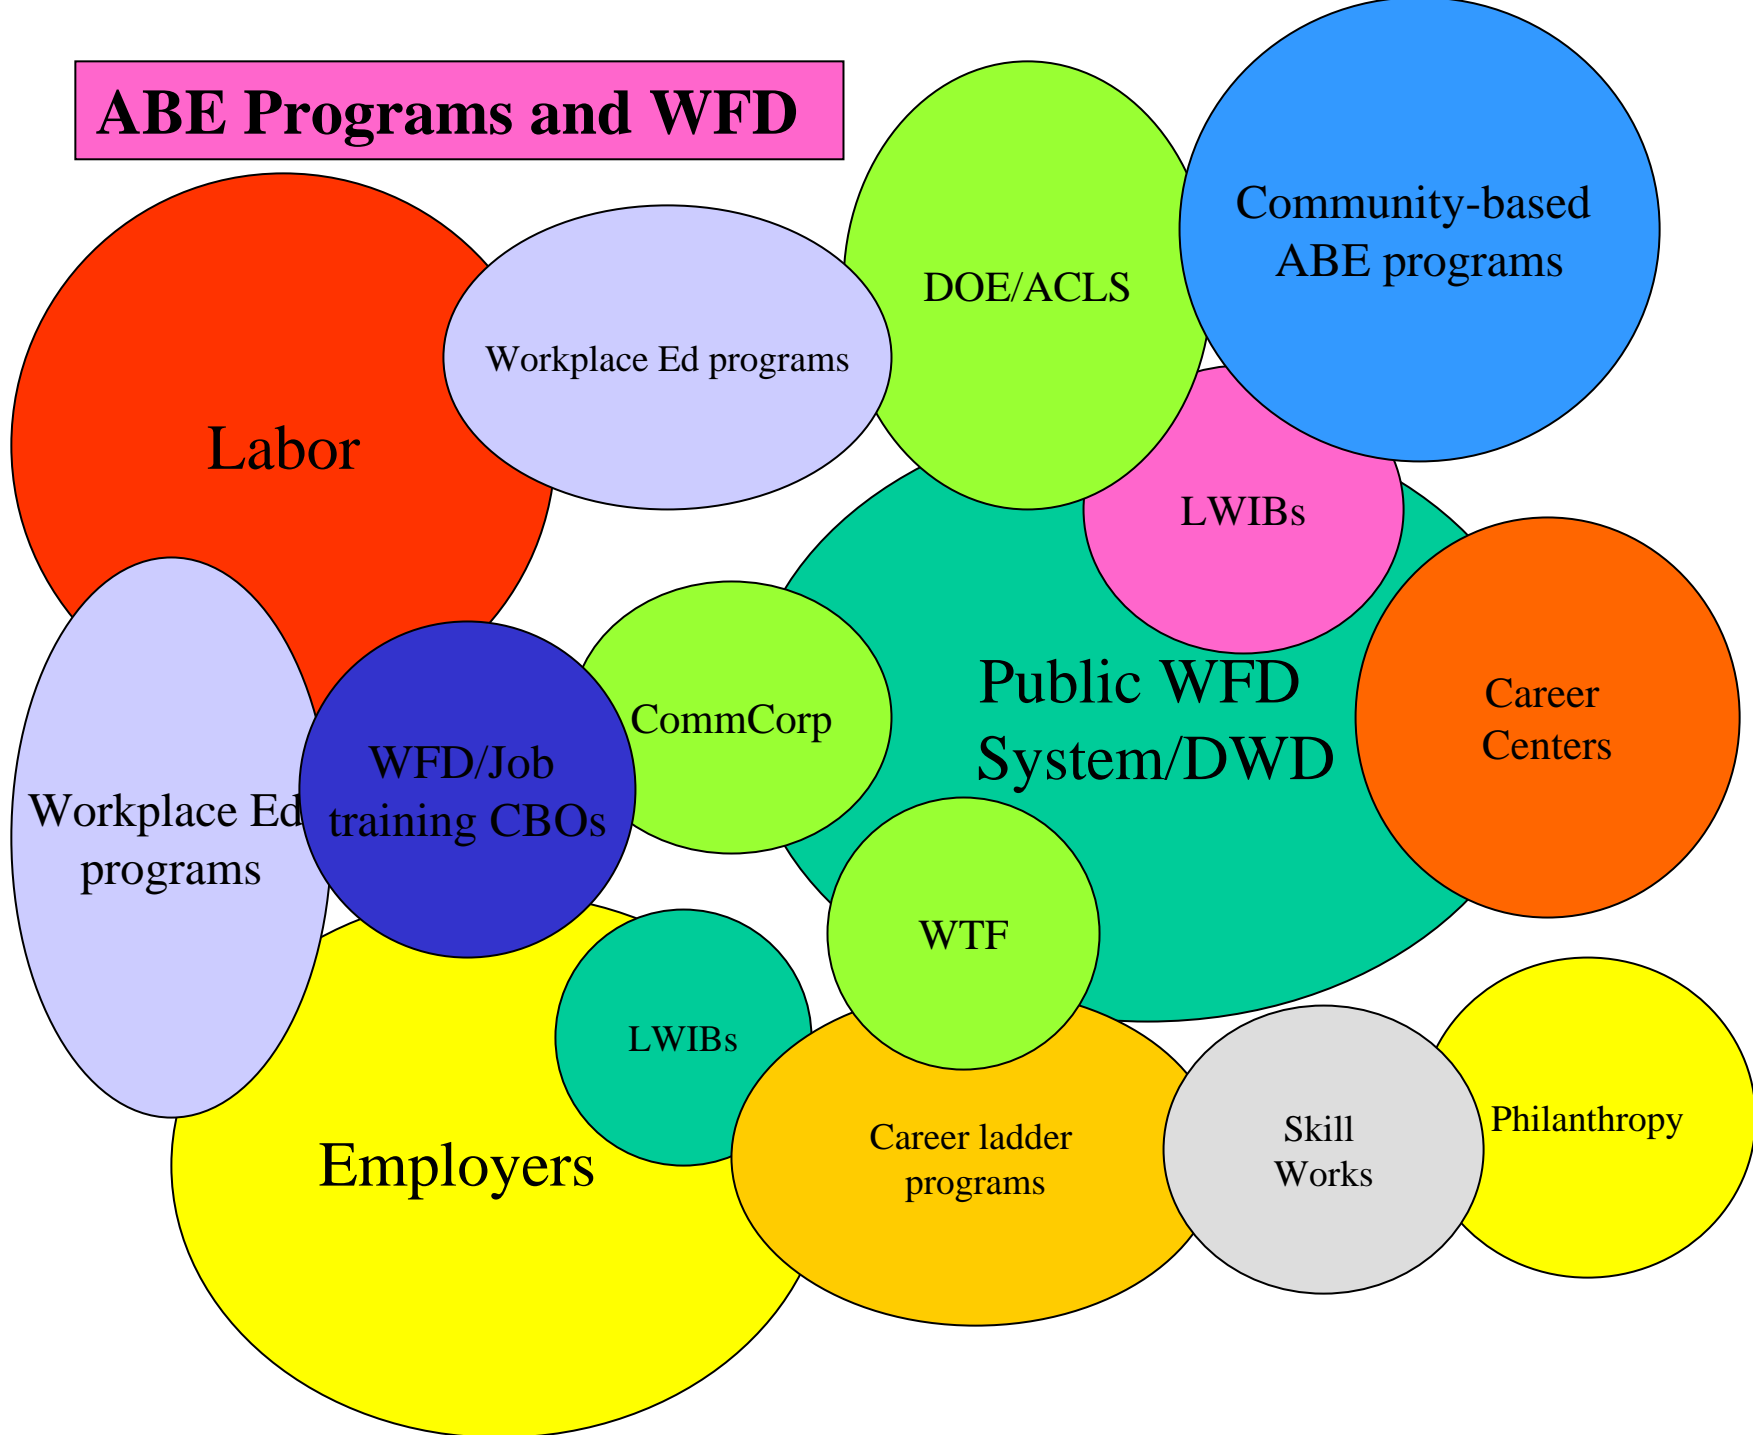 ABE Programs and WFD
Community-based
ABE programs
DOE/ACLS
Workplace Ed programs
Labor
LWIBs
Public WFD
System/DWD
Career
Centers
CommCorp
WFD/Job
training CBOs
Workplace Ed
programs
WTF
LWIBs
Employers
Career ladder
programs
Skill
Works
Philanthropy